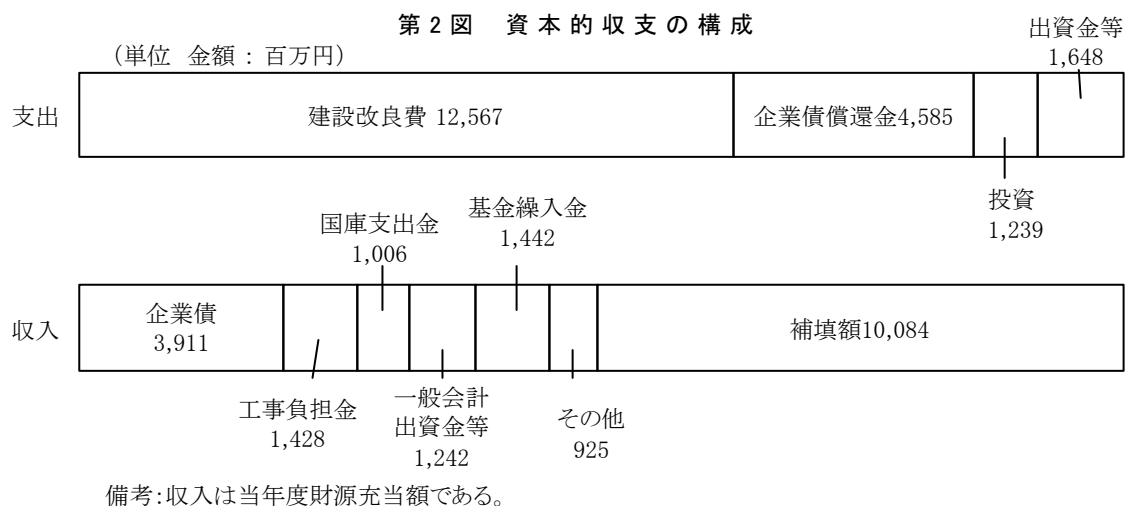 第2図　資本的収支の構成
（単位 金額：百万円）
出資金等
1,648
支出
建設改良費 12,567
企業債償還金4,585
投資
1,239
国庫支出金
1,006
基金繰入金
1,442
収入
企業債
3,911
補填額10,084
工事負担金
1,428
一般会計
出資金等
1,242
その他
925
備考：収入は当年度財源充当額である。